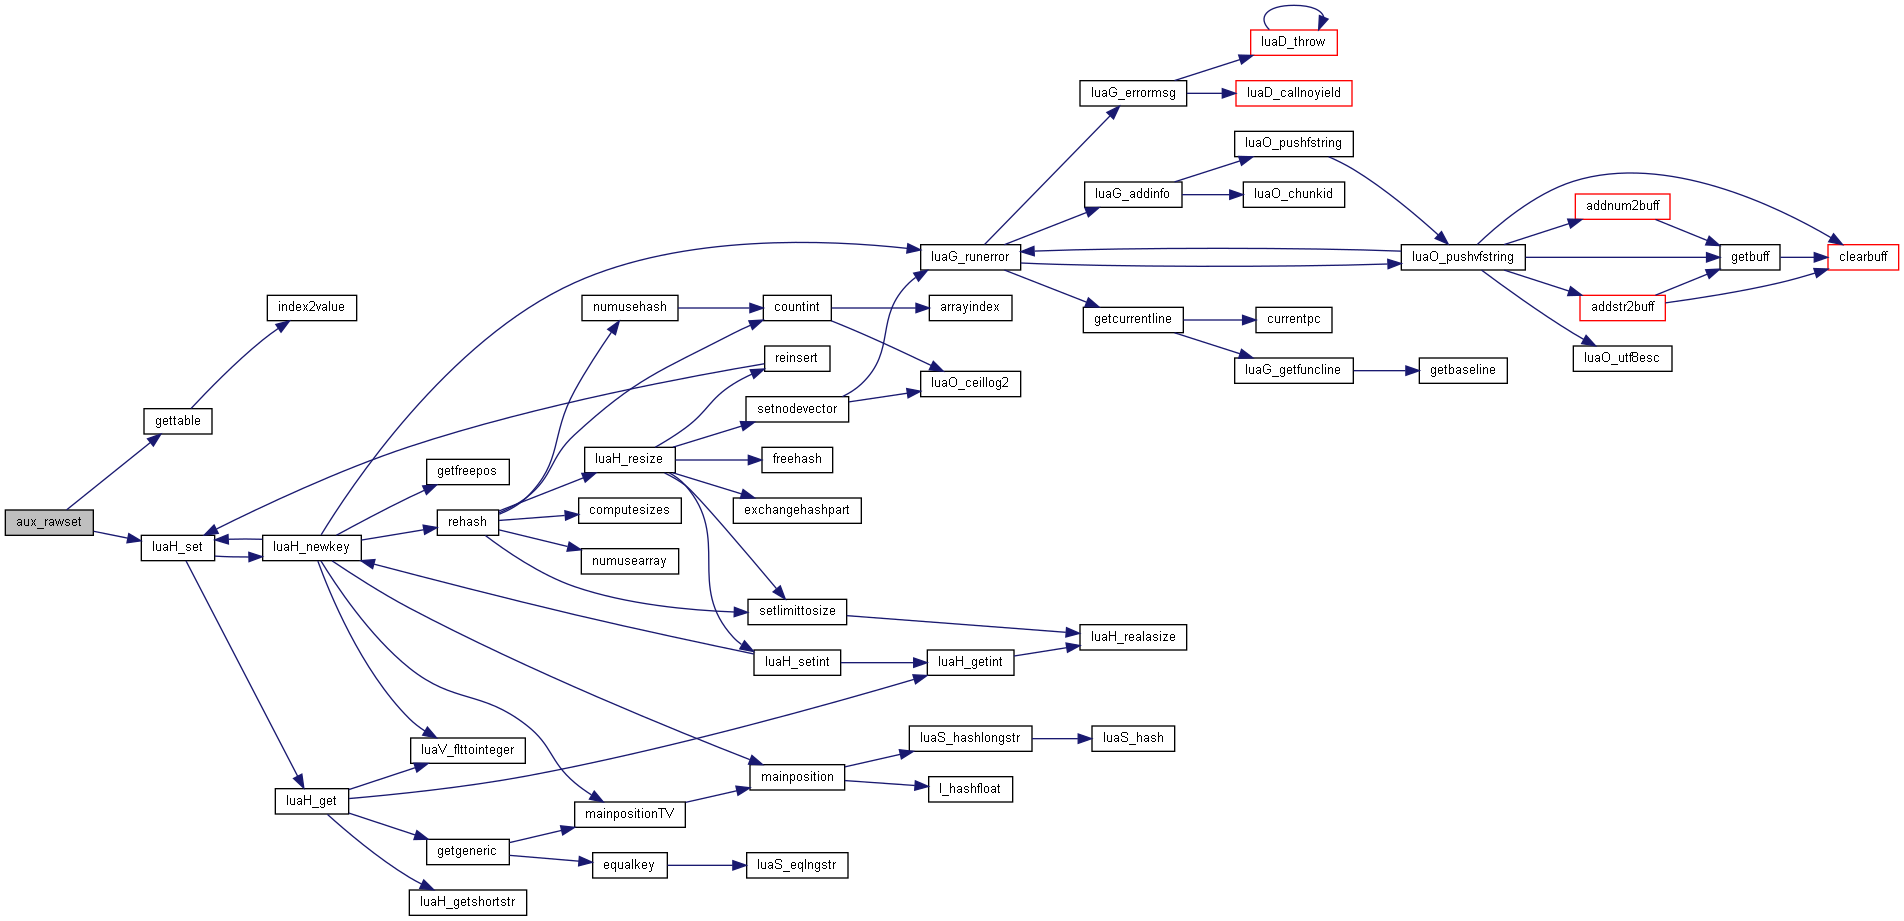 luaD_throw
luaG_errormsg
luaD_callnoyield
luaO_pushfstring
luaG_addinfo
luaO_chunkid
addnum2buff
luaG_runerror
luaO_pushvfstring
getbuff
clearbuff
index2value
numusehash
countint
arrayindex
addstr2buff
getcurrentline
currentpc
reinsert
luaO_utf8esc
luaG_getfuncline
getbaseline
luaO_ceillog2
gettable
setnodevector
getfreepos
luaH_resize
freehash
aux_rawset
rehash
computesizes
exchangehashpart
luaH_set
luaH_newkey
numusearray
setlimittosize
luaH_realasize
luaH_setint
luaH_getint
luaV_flttointeger
luaS_hashlongstr
luaS_hash
mainposition
l_hashfloat
luaH_get
mainpositionTV
getgeneric
equalkey
luaS_eqlngstr
luaH_getshortstr